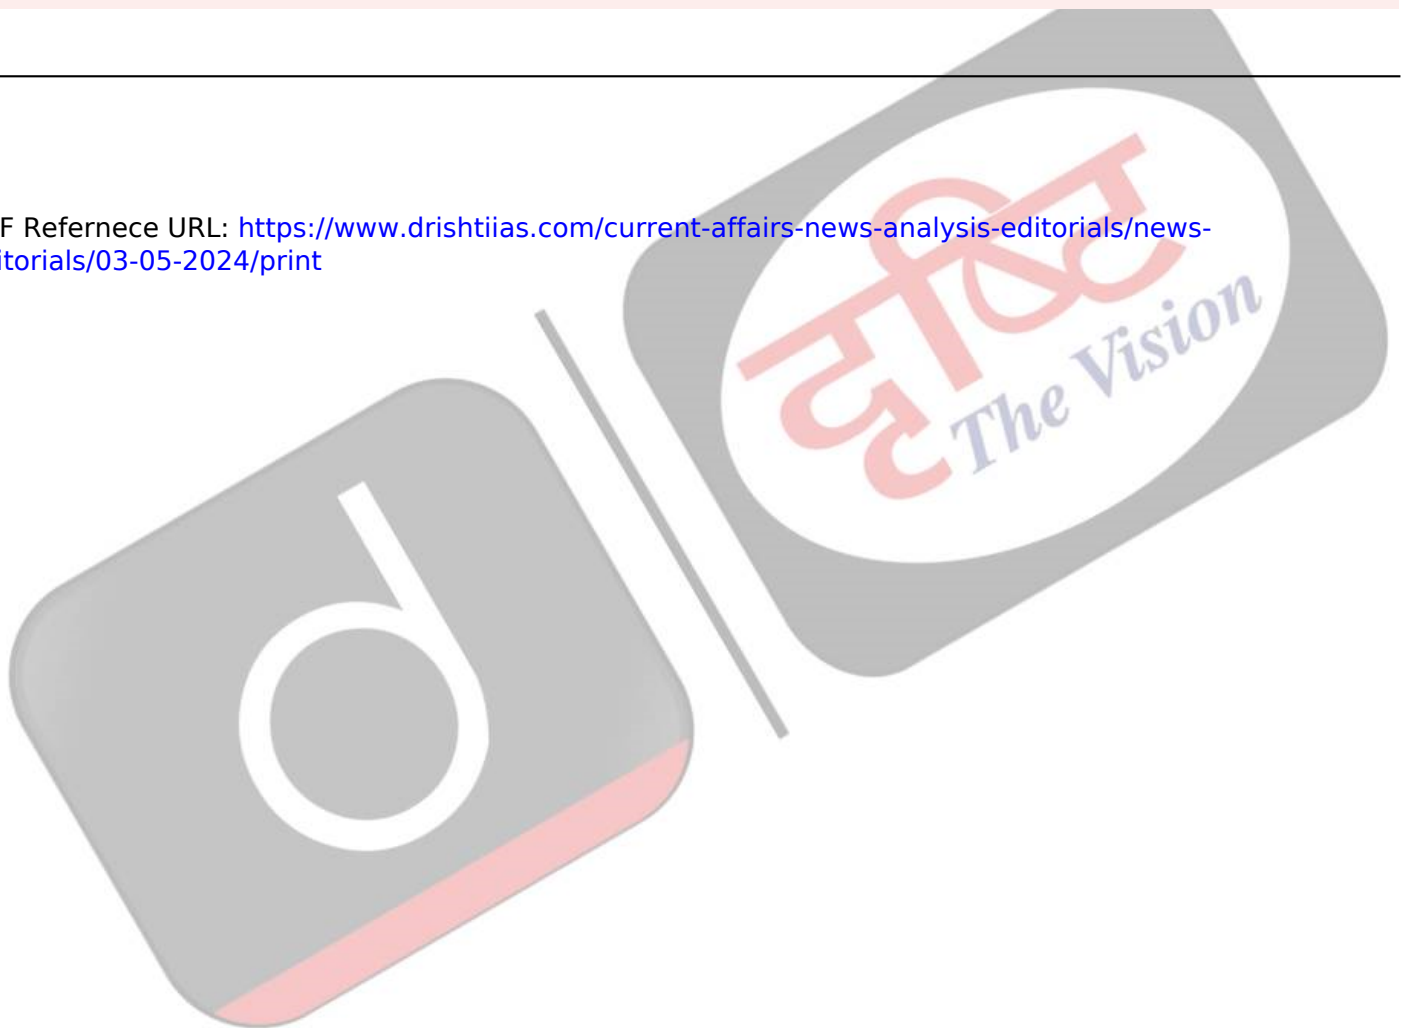 F Refernece URL: https://www.drishtiias.com/current-affairs-news-analysis-editorials/news-
itorials/03-05-2024/print
दृष्टि
The Vision
d